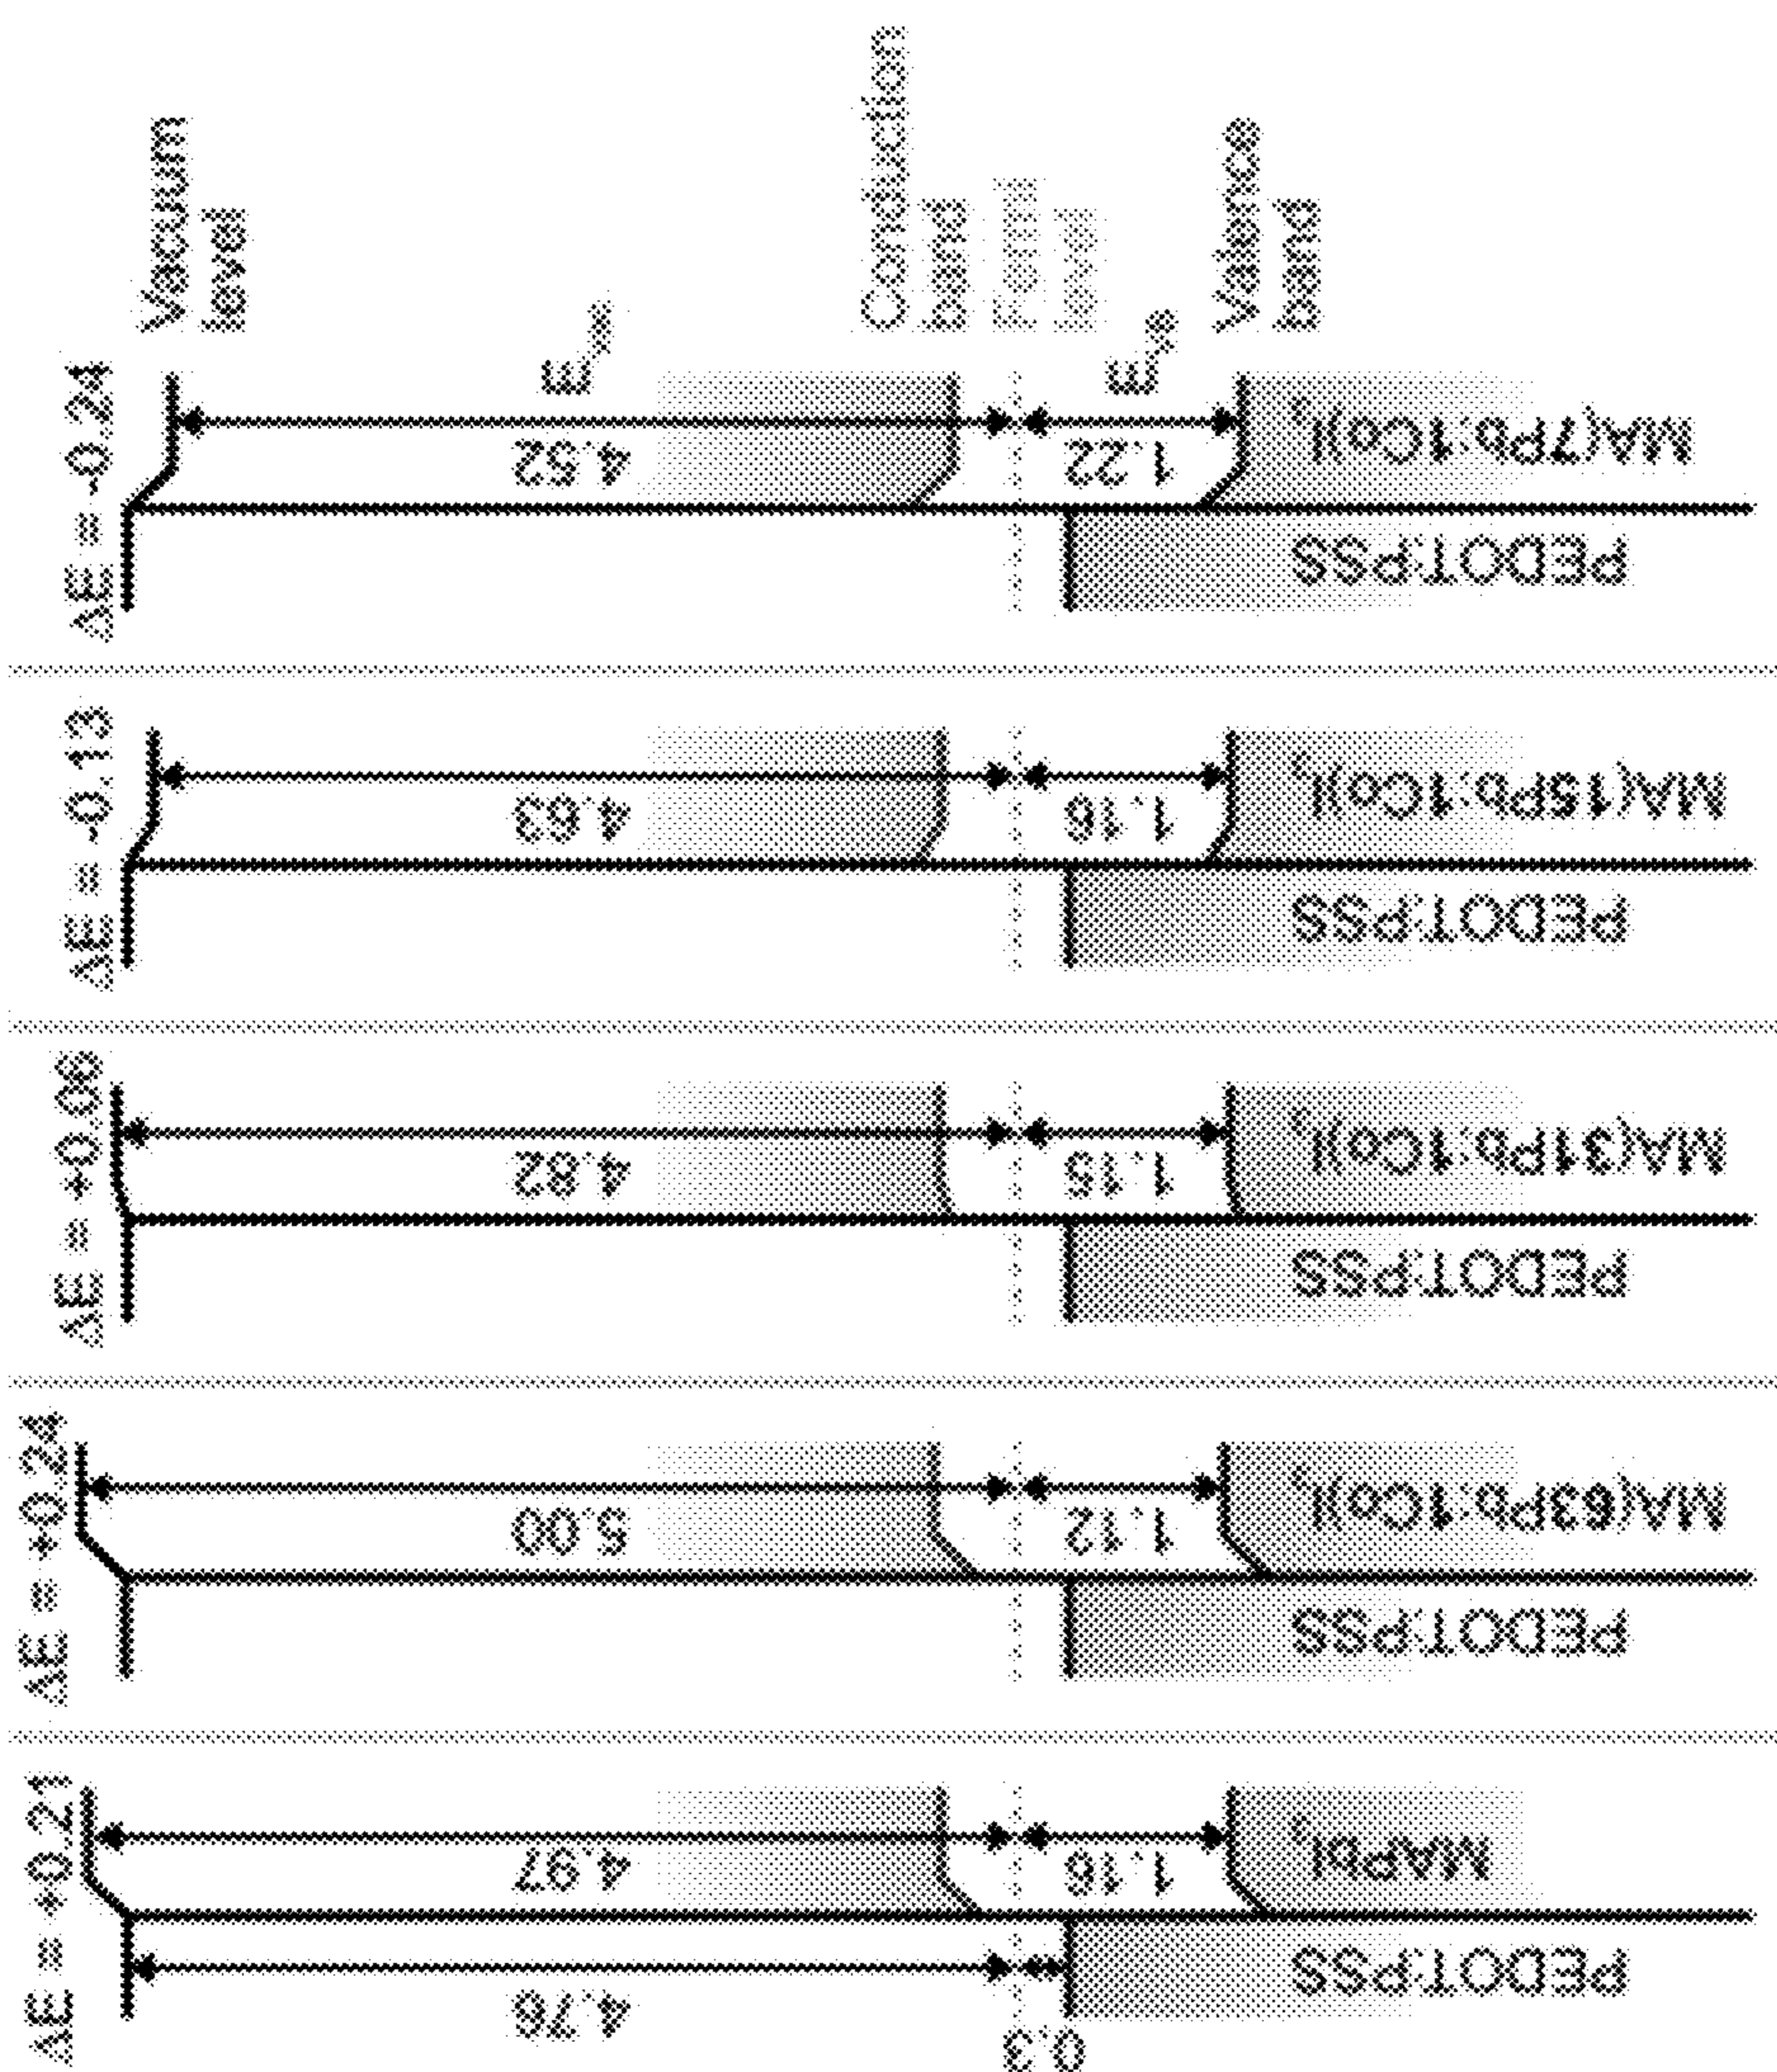 ΔE = +0.21
4.76
0.3
PEDOT:PSS
4.97
1.16
MAPbI₃
ΔE = +0.24
PEDOT:PSS
5.00
1.12
MA(63Pb:1Co)I₃
ΔE = +0.06
PEDOT:PSS
4.82
1.15
MA(31Pb:1Co)I₃
ΔE = -0.13
PEDOT:PSS
4.63
1.16
MA(15Pb:1Co)I₃
ΔE = -0.24
PEDOT:PSS
4.52
1.22
MA(7Pb:1Co)I₃
Vacuum
level
Conduction
band
Fermi
level
Valence
band